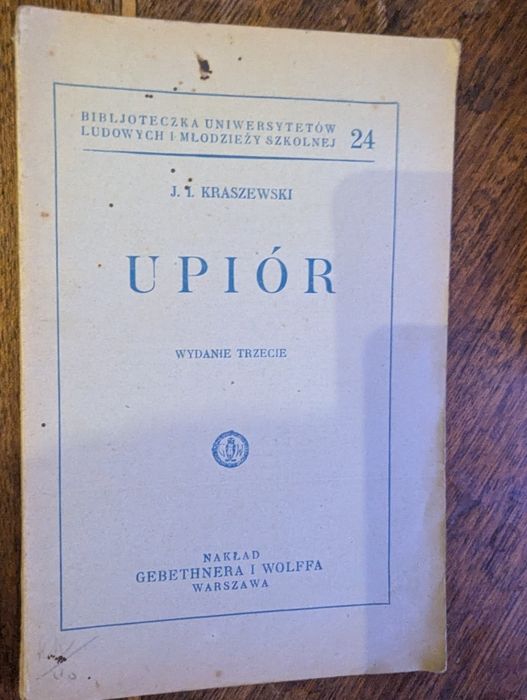 BIBLJOTECZKA UNIWERSYTETÓW
LUDOWYCH I MŁODZIEŻY SZKOLNEJ 24
J. I. KRASZEWSKI
UPIÓR
WYDANIE TRZECIE
NAKŁAD
GEBETHNERA I WOLFFA
WARSZAWA